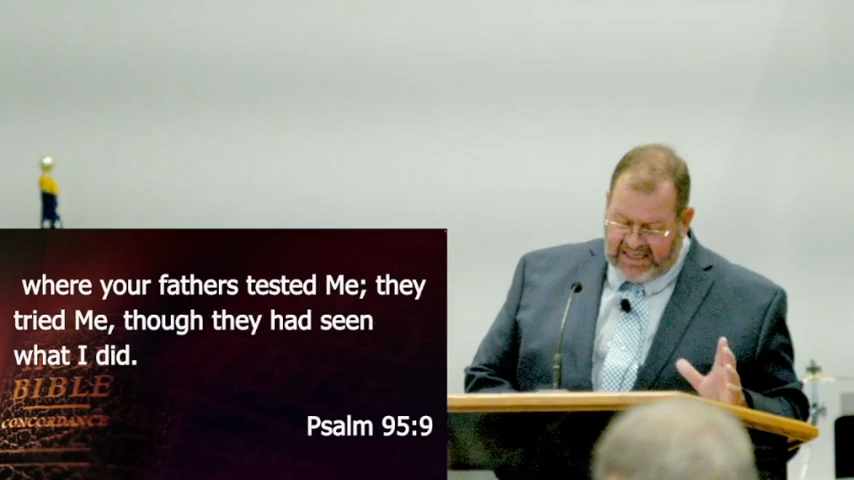 where your fathers tested Me; they
tried Me, though they had seen
what I did.
BIBLE
CONCORDANCE
Psalm 95:9